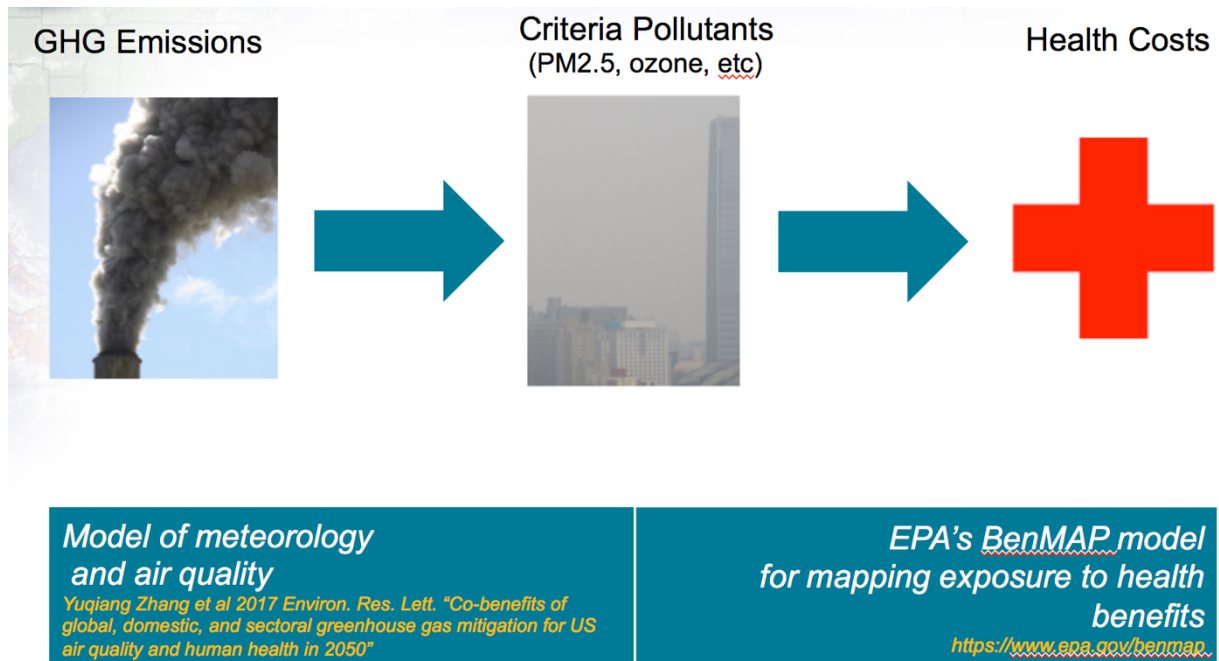 GHG Emissions
Criteria Pollutants
(PM2.5, ozone, etc)
Health Costs
Model of meteorology
and air quality
Yuqiang Zhang et al 2017 Environ. Res. Lett. “Co-benefits of
global, domestic, and sectoral greenhouse gas mitigation for US
air quality and human health in 2050”
EPA’s BenMAP model
for mapping exposure to health
benefits
https://www.epa.gov/benmap